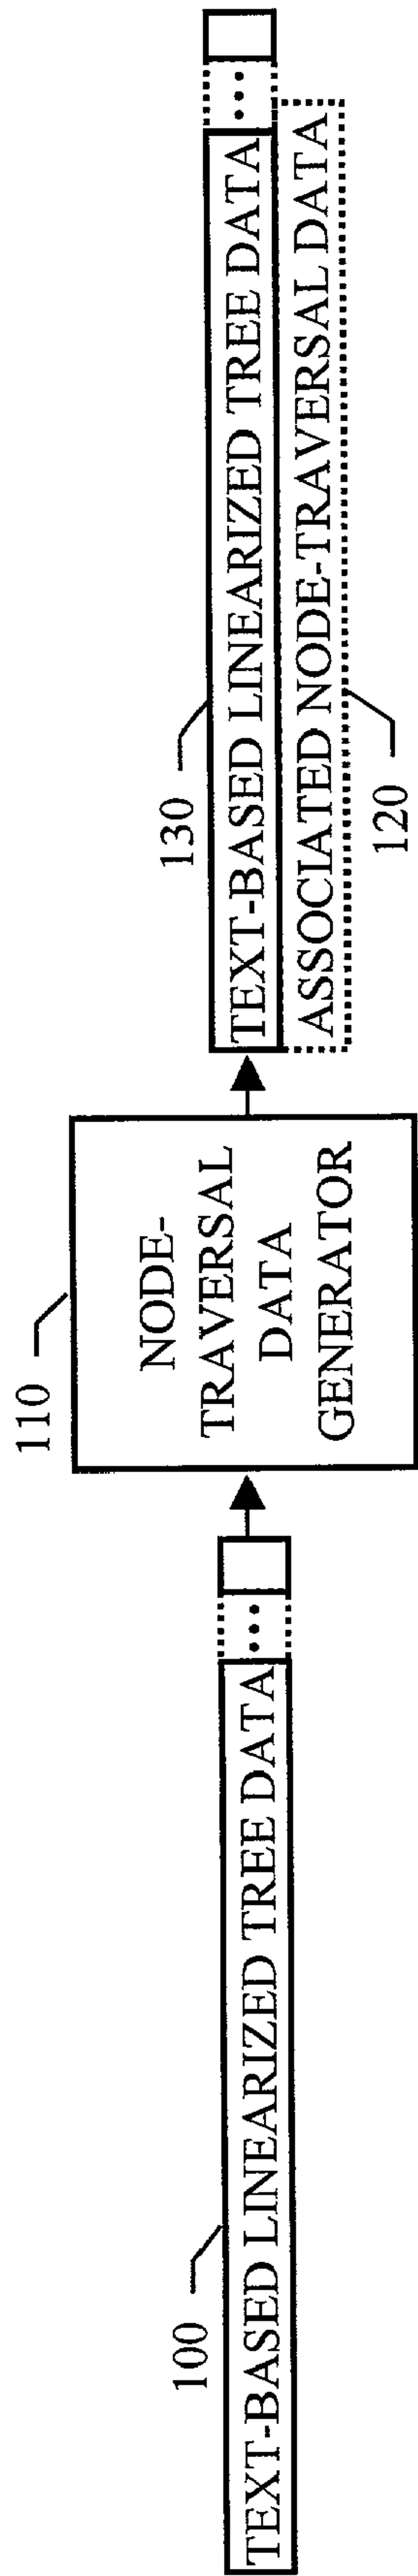 100
TEXT-BASED LINEARIZED TREE DATA
...
110
NODE-
TRAVERSAL
DATA
GENERATOR
130
TEXT-BASED LINEARIZED TREE DATA
...
ASSOCIATED NODE-TRAVERSAL DATA
120